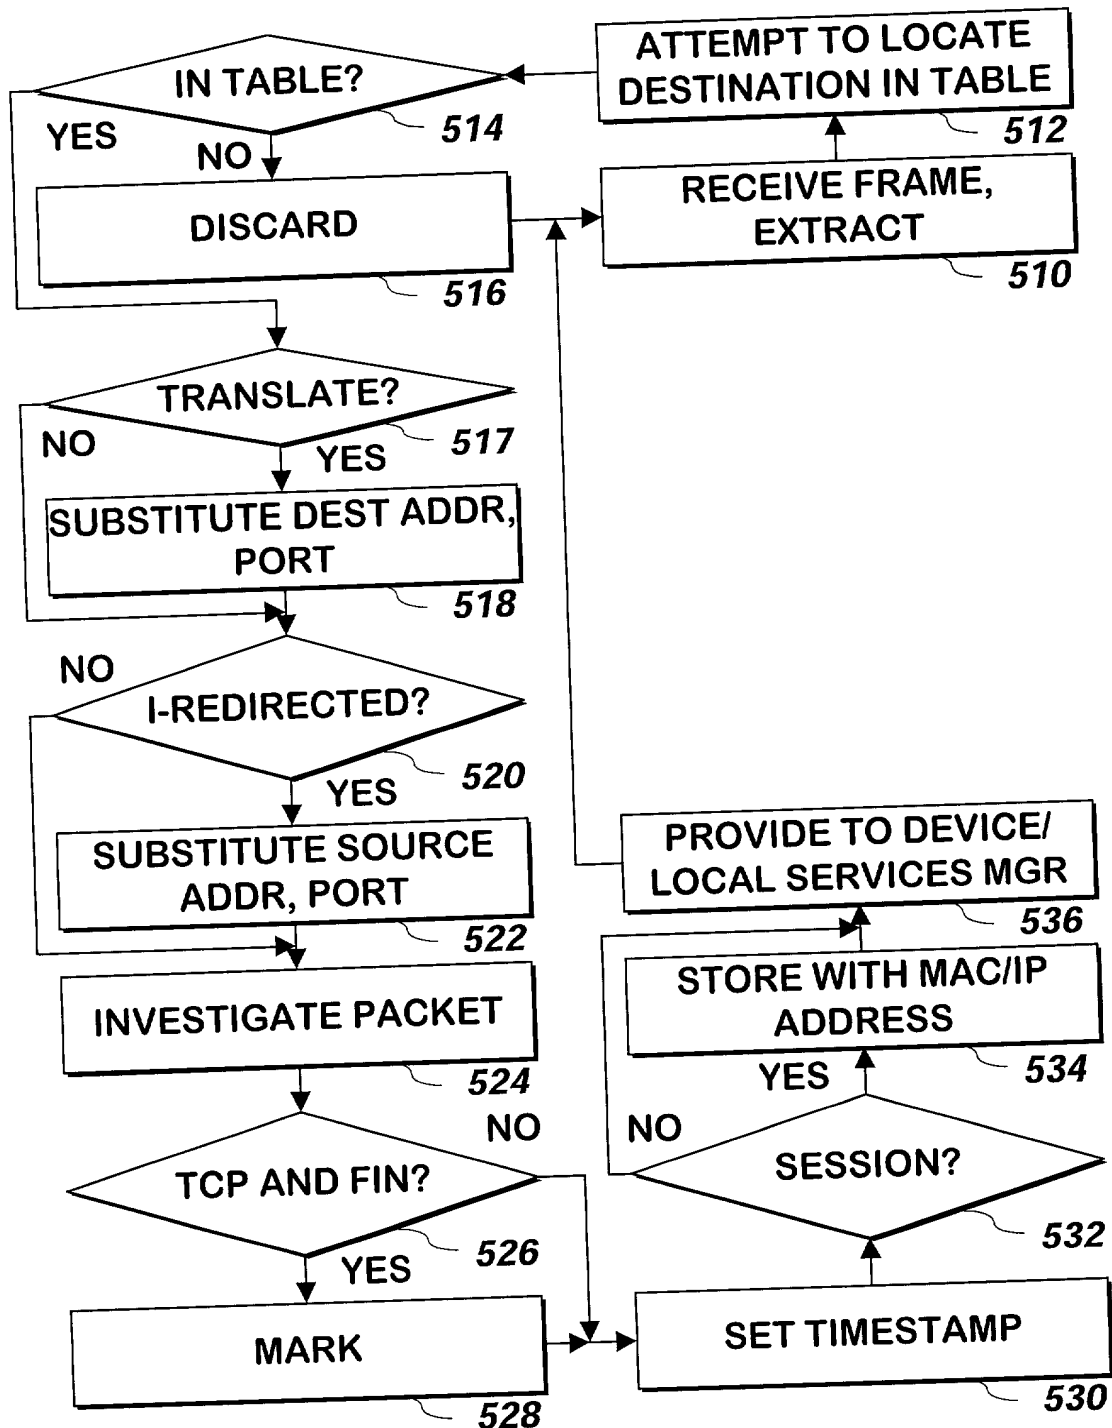 IN TABLE?
514
YES
NO
ATTEMPT TO LOCATE
DESTINATION IN TABLE
512
DISCARD
516
RECEIVE FRAME,
EXTRACT
510
TRANSLATE?
517
NO
YES
SUBSTITUTE DEST ADDR,
PORT
518
NO
I-REDIRECTED?
520
YES
SUBSTITUTE SOURCE
ADDR, PORT
522
INVESTIGATE PACKET
524
NO
TCP AND FIN?
526
YES
MARK
528
PROVIDE TO DEVICE/
LOCAL SERVICES MGR
536
STORE WITH MAC/IP
ADDRESS
534
YES
NO
SESSION?
532
SET TIMESTAMP
530